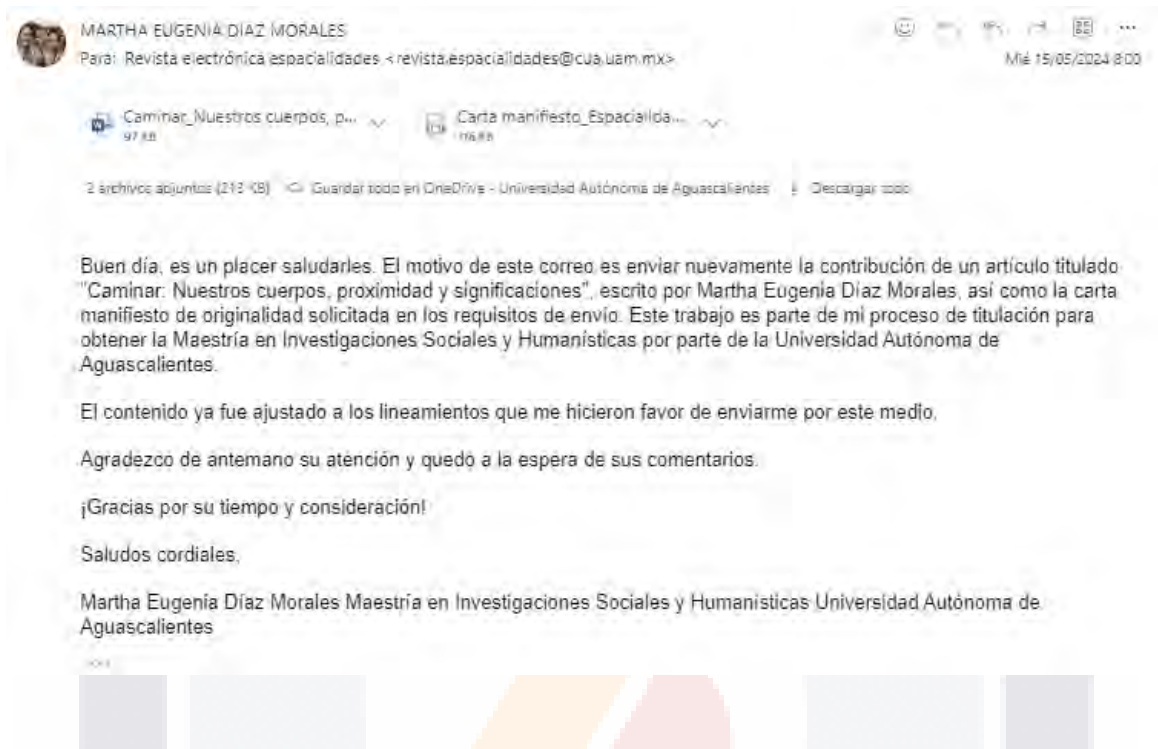 MARTHA EUGENIA DIAZ MORALES
Para: Revista electrónica espacialidades <revista.espacialidades@cua.uam.mx>
Mié 15/05/2024 8:00
Caminar_Nuestros cuerpos, p...
97 KB
Carta manifiesto_Espacialida...
116 KB
2 archivos adjuntos (213 KB) Guardar todo en OneDrive - Universidad Autónoma de Aguascalientes Descargar todo
Buen día, es un placer saludarles. El motivo de este correo es enviar nuevamente la contribución de un artículo titulado
"Caminar: Nuestros cuerpos, proximidad y significaciones", escrito por Martha Eugenia Díaz Morales, así como la carta
manifiesto de originalidad solicitada en los requisitos de envío. Este trabajo es parte de mi proceso de titulación para
obtener la Maestría en Investigaciones Sociales y Humanísticas por parte de la Universidad Autónoma de
Aguascalientes.
El contenido ya fue ajustado a los lineamientos que me hicieron favor de enviarme por este medio.
Agradezco de antemano su atención y quedo a la espera de sus comentarios.
¡Gracias por su tiempo y consideración!
Saludos cordiales,
Martha Eugenia Díaz Morales Maestría en Investigaciones Sociales y Humanísticas Universidad Autónoma de
Aguascalientes